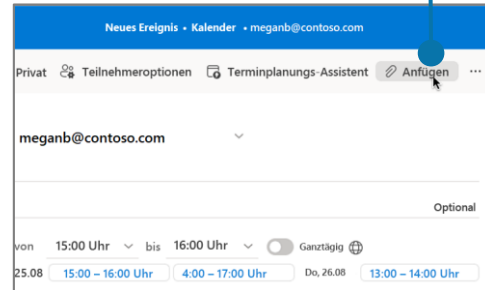 Neues Ereignis • Kalender • meganb@contoso.com
Privat Teilnehmeroptionen Terminplanungs-Assistent Anfügen ...
meganb@contoso.com
Optional
von 15:00 Uhr bis 16:00 Uhr Ganztägig
25.08 15:00 – 16:00 Uhr 4:00 – 17:00 Uhr Do, 26.08 13:00 – 14:00 Uhr